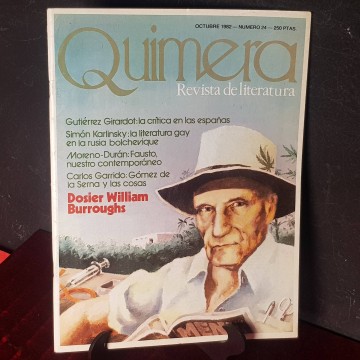 OCTUBRE 1982 — NUMERO 24 — 250 PTAS
Quimera
Revista de literatura
Gutiérrez Girardot: la crítica en las españas
Simón Karlinsky: la literatura gay
en la rusia bolchevique
Moreno-Durán: Fausto,
nuestro contemporáneo
Carlos Garrido: Gómez de
la Serna y las cosas
Dosier William
Burroughs